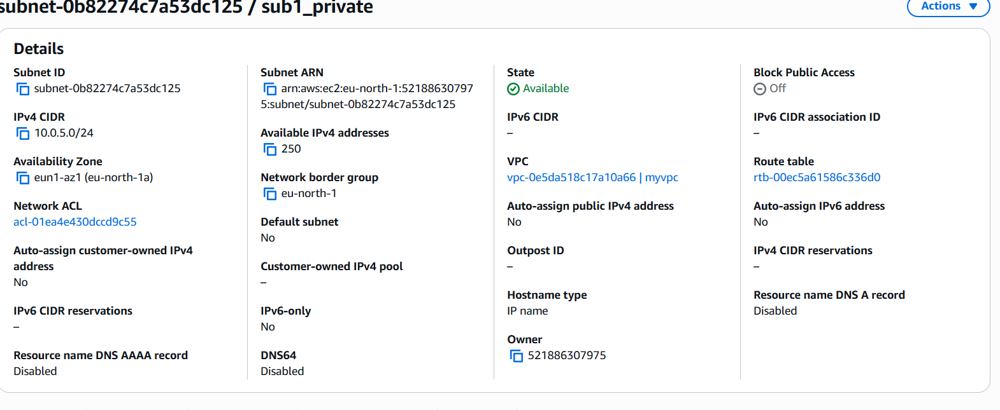 subnet-0b82274c7a53dc125 / sub1_private
Actions
Details
Subnet ID
subnet-0b82274c7a53dc125
IPv4 CIDR
10.0.5.0/24
Availability Zone
eun1-az1 (eu-north-1a)
Network ACL
acl-01ea4e430dccd9c55
Auto-assign customer-owned IPv4
address
No
IPv6 CIDR reservations
–
Resource name DNS AAAA record
Disabled
Subnet ARN
arn:aws:ec2:eu-north-1:52188630797
5:subnet/subnet-0b82274c7a53dc125
Available IPv4 addresses
250
Network border group
eu-north-1
Default subnet
No
Customer-owned IPv4 pool
–
IPv6-only
No
DNS64
Disabled
State
Available
IPv6 CIDR
–
VPC
vpc-0e5da518c17a10a66 | myvpc
Auto-assign public IPv4 address
No
Outpost ID
–
Hostname type
IP name
Owner
521886307975
Block Public Access
Off
IPv6 CIDR association ID
–
Route table
rtb-00ec5a61586c336d0
Auto-assign IPv6 address
No
IPv4 CIDR reservations
–
Resource name DNS A record
Disabled